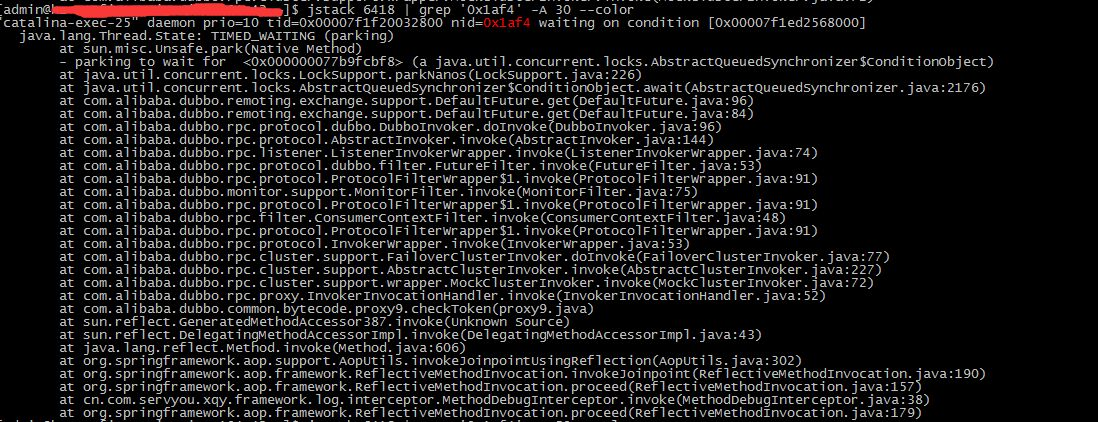 [admin@ ]$ jstack 6418 | grep '0x1af4' -A 30 --color
"catalina-exec-25" daemon prio=10 tid=0x00007f1f20032800 nid=0x1af4 waiting on condition [0x00007f1ed2568000]
java.lang.Thread.State: TIMED_WAITING (parking)
at sun.misc.Unsafe.park(Native Method)
- parking to wait for <0x000000077b9fcbf8> (a java.util.concurrent.locks.AbstractQueuedSynchronizer$ConditionObject)
at java.util.concurrent.locks.LockSupport.parkNanos(LockSupport.java:226)
at java.util.concurrent.locks.AbstractQueuedSynchronizer$ConditionObject.await(AbstractQueuedSynchronizer.java:2176)
at com.alibaba.dubbo.remoting.exchange.support.DefaultFuture.get(DefaultFuture.java:96)
at com.alibaba.dubbo.remoting.exchange.support.DefaultFuture.get(DefaultFuture.java:84)
at com.alibaba.dubbo.rpc.protocol.dubbo.DubboInvoker.doInvoke(DubboInvoker.java:96)
at com.alibaba.dubbo.rpc.protocol.AbstractInvoker.invoke(AbstractInvoker.java:144)
at com.alibaba.dubbo.rpc.listener.ListenerInvokerWrapper.invoke(ListenerInvokerWrapper.java:74)
at com.alibaba.dubbo.rpc.protocol.dubbo.filter.FutureFilter.invoke(FutureFilter.java:53)
at com.alibaba.dubbo.rpc.protocol.ProtocolFilterWrapper$1.invoke(ProtocolFilterWrapper.java:91)
at com.alibaba.dubbo.monitor.support.MonitorFilter.invoke(MonitorFilter.java:75)
at com.alibaba.dubbo.rpc.protocol.ProtocolFilterWrapper$1.invoke(ProtocolFilterWrapper.java:91)
at com.alibaba.dubbo.rpc.filter.ConsumerContextFilter.invoke(ConsumerContextFilter.java:48)
at com.alibaba.dubbo.rpc.protocol.ProtocolFilterWrapper$1.invoke(ProtocolFilterWrapper.java:91)
at com.alibaba.dubbo.rpc.protocol.InvokerWrapper.invoke(InvokerWrapper.java:53)
at com.alibaba.dubbo.rpc.cluster.support.FailoverClusterInvoker.doInvoke(FailoverClusterInvoker.java:77)
at com.alibaba.dubbo.rpc.cluster.support.AbstractClusterInvoker.invoke(AbstractClusterInvoker.java:227)
at com.alibaba.dubbo.rpc.cluster.support.wrapper.MockClusterInvoker.invoke(MockClusterInvoker.java:72)
at com.alibaba.dubbo.rpc.proxy.InvokerInvocationHandler.invoke(InvokerInvocationHandler.java:52)
at com.alibaba.dubbo.common.bytecode.proxy9.checkToken(proxy9.java)
at sun.reflect.GeneratedMethodAccessor387.invoke(Unknown Source)
at sun.reflect.DelegatingMethodAccessorImpl.invoke(DelegatingMethodAccessorImpl.java:43)
at java.lang.reflect.Method.invoke(Method.java:606)
at org.springframework.aop.support.AopUtils.invokeJoinpointUsingReflection(AopUtils.java:302)
at org.springframework.aop.framework.ReflectiveMethodInvocation.invokeJoinpoint(ReflectiveMethodInvocation.java:190)
at org.springframework.aop.framework.ReflectiveMethodInvocation.proceed(ReflectiveMethodInvocation.java:157)
at cn.com.servyou.xqy.framework.log.interceptor.MethodDebugInterceptor.invoke(MethodDebugInterceptor.java:38)
at org.springframework.aop.framework.ReflectiveMethodInvocation.proceed(ReflectiveMethodInvocation.java:179)